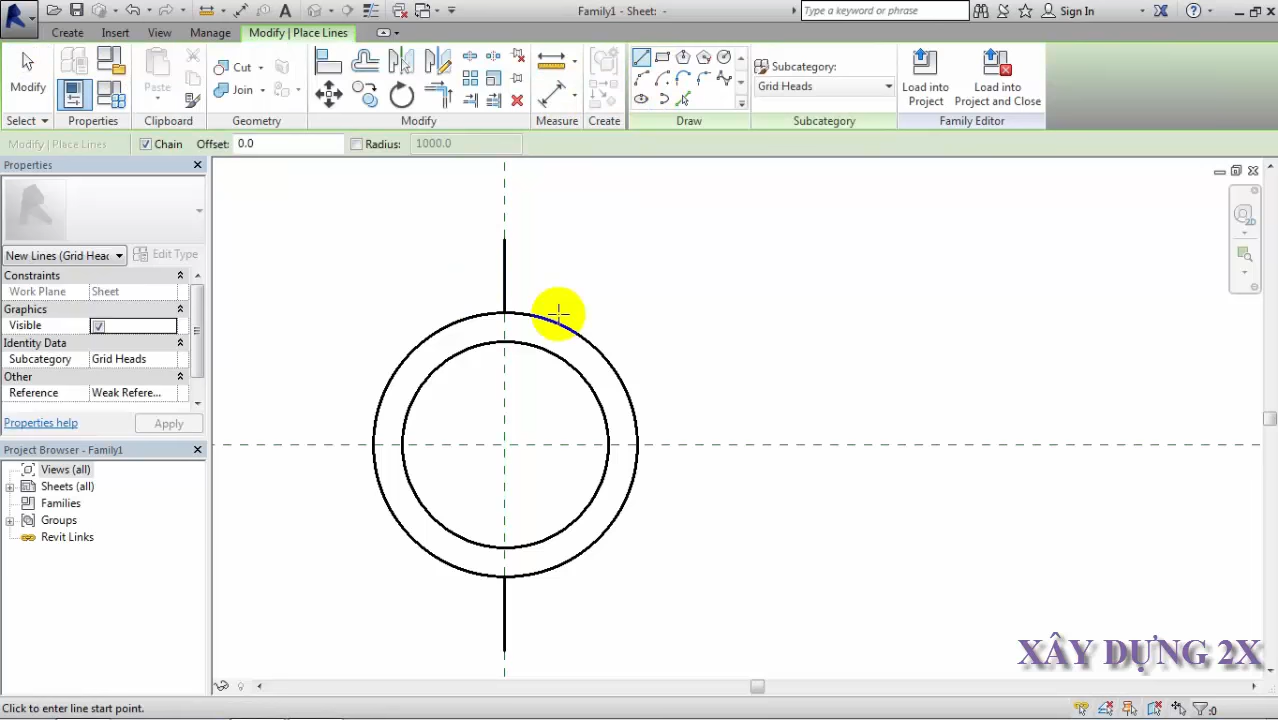 Family1 - Sheet: -
Type a keyword or phrase
Sign In
Create
Insert
View
Manage
Modify | Place Lines
Modify
Paste
Cut
Join
Subcategory:
Grid Heads
Load into
Project
Load into
Project and Close
Select
Properties
Clipboard
Geometry
Modify
Measure
Create
Draw
Subcategory
Family Editor
Modify | Place Lines
Chain
Offset:
0.0
Radius:
1000.0
Properties
New Lines (Grid Head
Edit Type
Constraints
Work Plane
Sheet
Graphics
Visible
Identity Data
Subcategory
Grid Heads
Other
Reference
Weak Refere...
Properties help
Apply
Project Browser - Family1
Views (all)
Sheets (all)
Families
Groups
Revit Links
2D
XÂY DỰNG 2X
Click to enter line start point.
:0